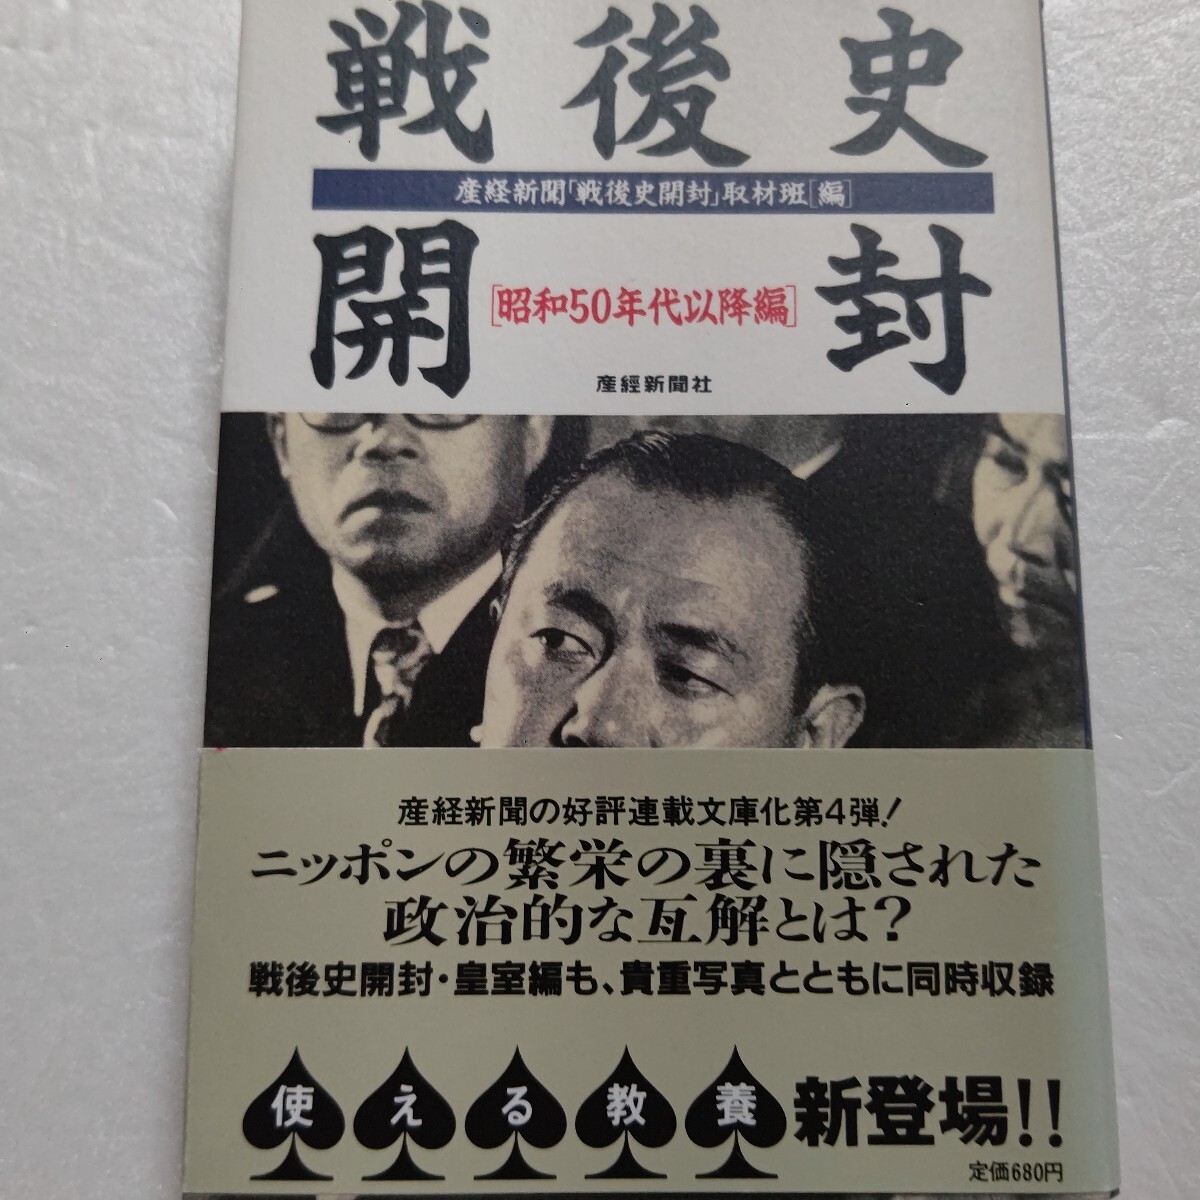 戦後史
産経新聞「戦後史開封」取材班[編]
開封
[昭和50年代以降編]
産經新聞社
産経新聞の好評連載文庫化第4弾!
ニッポンの繁栄の裏に隠された
政治的な瓦解とは?
戦後史開封・皇室編も、貴重写真とともに同時収録
使える教養 新登場!!
定価680円